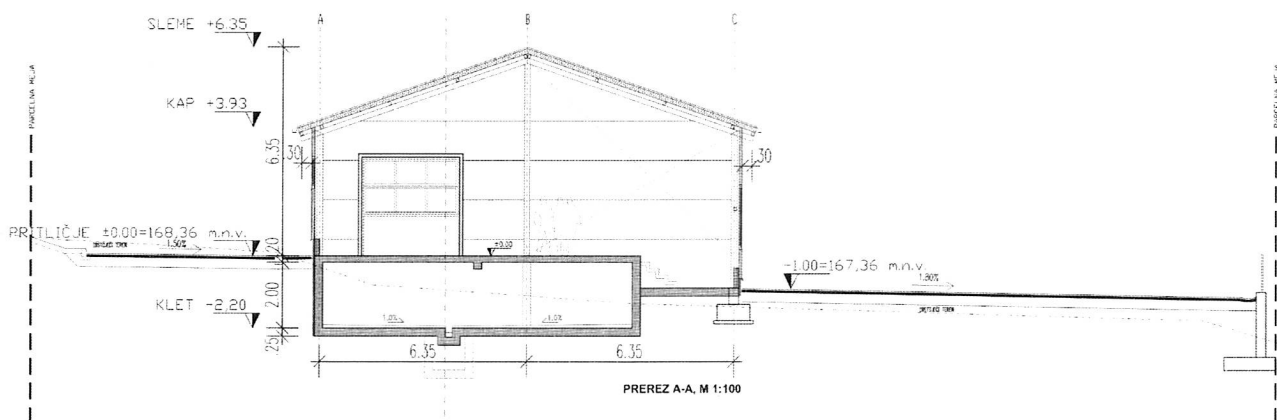 A
B
C
SLEME +6.35
KAP +3.93
6.35
.30
.30
PRITLIČJE ±0.00=168,36 m.n.v.
1.50%
±0.00
.20
-1.00=167,36 m.n.v.
2.00
KLET -2,20
1.0%
1.0%
.25
6.35
6.35
PREREZ A-A, M 1:100
PARCELNA MEJA